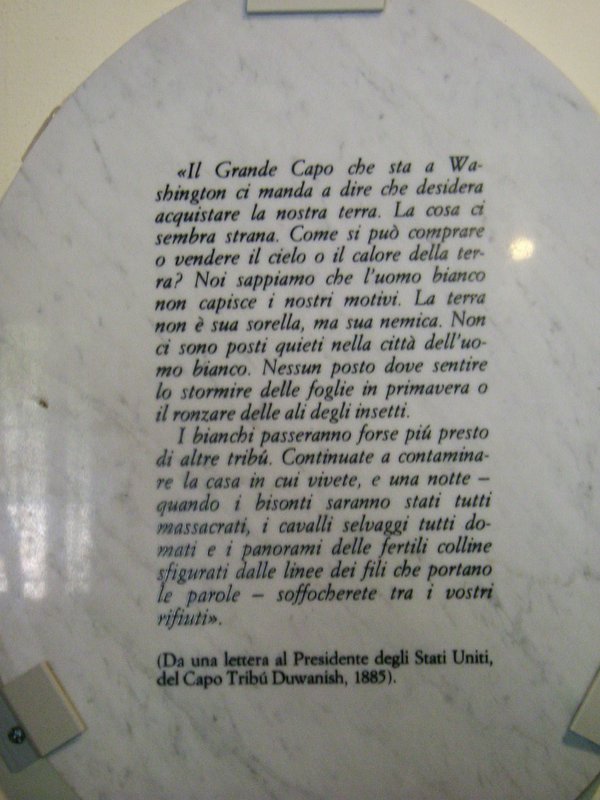 «Il Grande Capo che sta a Wa-
shington ci manda a dire che desidera
acquistare la nostra terra. La cosa ci
sembra strana. Come si può comprare
o vendere il cielo o il calore della ter-
ra? Noi sappiamo che l'uomo bianco
non capisce i nostri motivi. La terra
non è sua sorella, ma sua nemica. Non
ci sono posti quieti nella città dell'uo-
mo bianco. Nessun posto dove sentire
lo stormire delle foglie in primavera o
il ronzare delle ali degli insetti.
I bianchi passeranno forse piú presto
di altre tribú. Continuate a contamina-
re la casa in cui vivete, e una notte –
quando i bisonti saranno stati tutti
massacrati, i cavalli selvaggi tutti do-
mati e i panorami delle fertili colline
sfigurati dalle linee dei fili che portano
le parole – soffocherete tra i vostri
rifiuti».
(Da una lettera al Presidente degli Stati Uniti,
del Capo Tribú Duwanish, 1885).